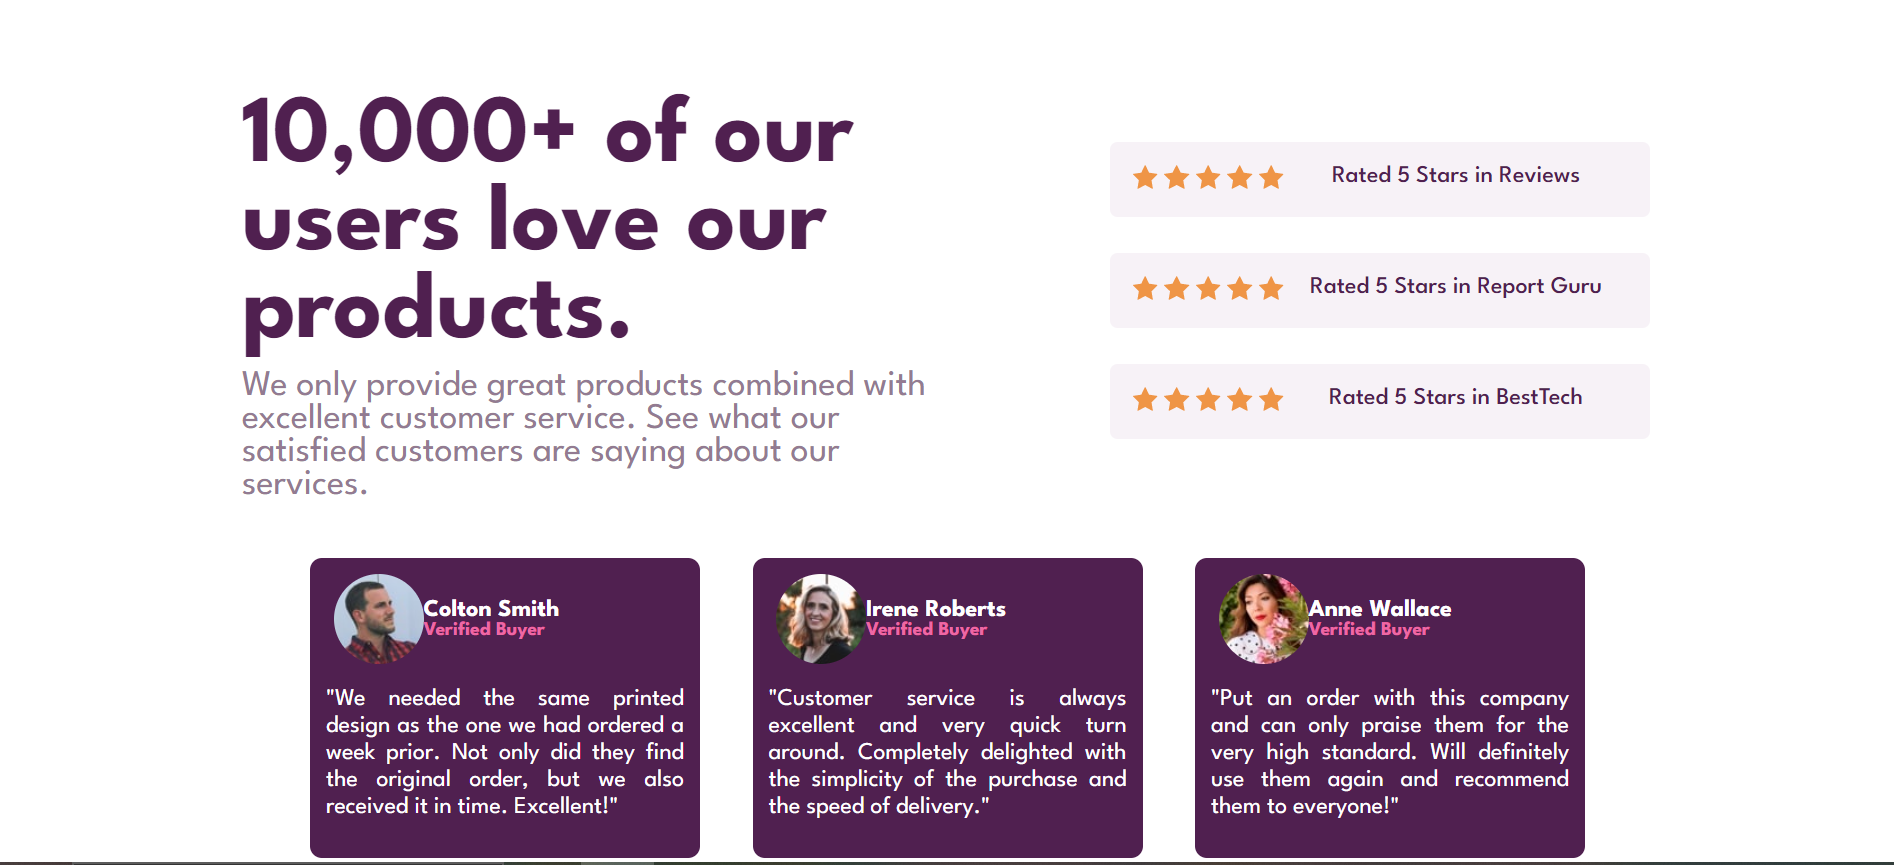 10,000+ of our
users love our
products.
We only provide great products combined with
excellent customer service. See what our
satisfied customers are saying about our
services.
Rated 5 Stars in Reviews
Rated 5 Stars in Report Guru
Rated 5 Stars in BestTech
Colton Smith
Verified Buyer
"We needed the same printed
design as the one we had ordered a
week prior. Not only did they find
the original order, but we also
received it in time. Excellent!"
Irene Roberts
Verified Buyer
"Customer service is always
excellent and very quick turn
around. Completely delighted with
the simplicity of the purchase and
the speed of delivery."
Anne Wallace
Verified Buyer
"Put an order with this company
and can only praise them for the
very high standard. Will definitely
use them again and recommend
them to everyone!"